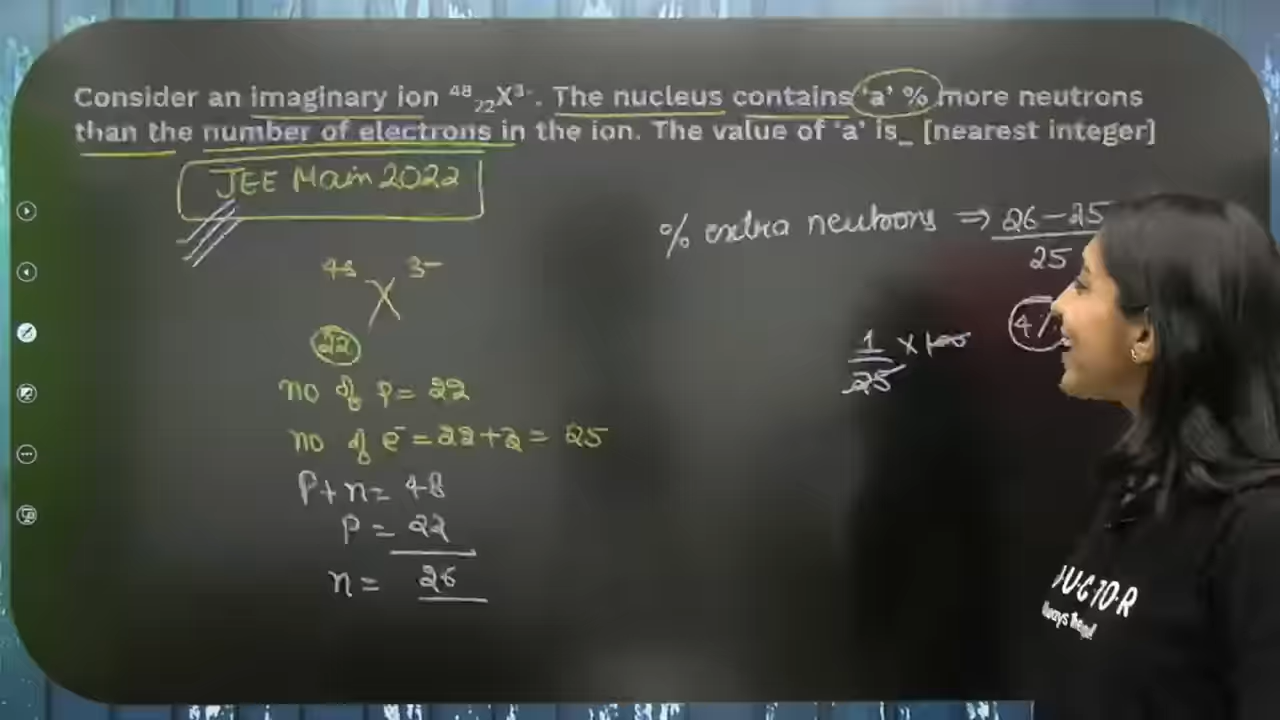 Consider an imaginary ion ⁴⁸₂₂X³⁻. The nucleus contains 'a' % more neutrons
than the number of electrons in the ion. The value of 'a' is_ [nearest integer]
JEE Main 2022
% extra neutrons ⇒ 26-25
25
48 X 3-
22
1 × 100
25
4%
no of p = 22
no of e⁻ = 22+3 = 25
P+n = 48
P = 22
n = 26